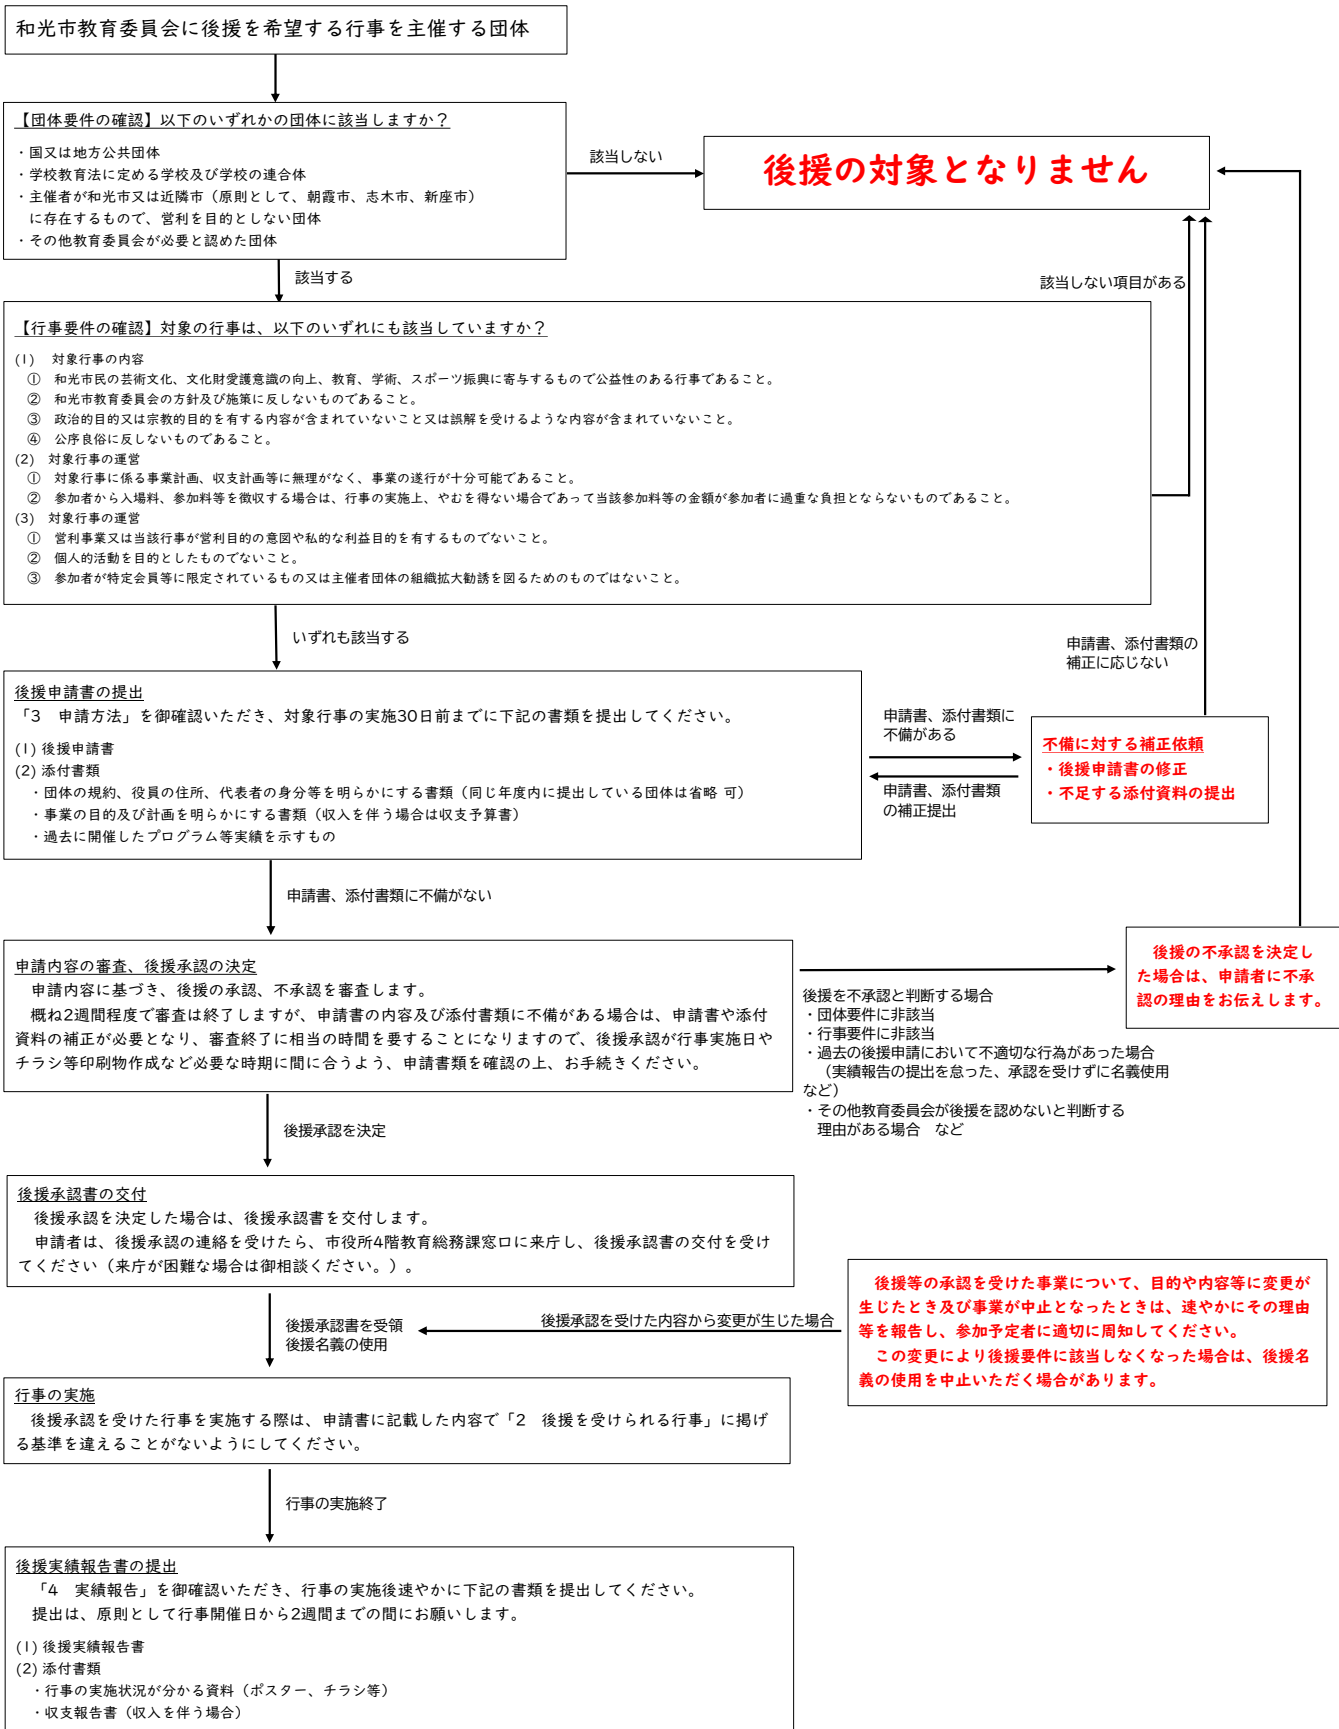 和光市教育委員会に後援を希望する行事を主催する団体
【団体要件の確認】以下のいずれかの団体に該当しますか？
・国又は地方公共団体
・学校教育法に定める学校及び学校の連合体
・主催者が和光市又は近隣市（原則として、朝霞市、志木市、新座市）
に存在するもので、営利を目的としない団体
・その他教育委員会が必要と認めた団体
該当しない
後援の対象となりません
該当する
該当しない項目がある
【行事要件の確認】対象の行事は、以下のいずれにも該当していますか？
(1)　対象行事の内容
①　和光市民の芸術文化、文化財愛護意識の向上、教育、学術、スポーツ振興に寄与するもので公益性のある行事であること。
②　和光市教育委員会の方針及び施策に反しないものであること。
③　政治的目的又は宗教的目的を有する内容が含まれていないこと又は誤解を受けるような内容が含まれていないこと。
④　公序良俗に反しないものであること。
(2)　対象行事の運営
①　対象行事に係る事業計画、収支計画等に無理がなく、事業の遂行が十分可能であること。
②　参加者から入場料、参加料等を徴収する場合は、行事の実施上、やむを得ない場合であって当該参加料等の金額が参加者に過重な負担とならないものであること。
(3)　対象行事の運営
①　営利事業又は当該行事が営利目的の意図や私的な利益目的を有するものでないこと。
②　個人的活動を目的としたものでないこと。
③　参加者が特定会員等に限定されているもの又は主催者団体の組織拡大勧誘を図るためのものではないこと。
いずれも該当する
申請書、添付書類の
補正に応じない
後援申請書の提出
「3　申請方法」を御確認いただき、対象行事の実施30日前までに下記の書類を提出してください。
(1) 後援申請書
(2) 添付書類
・団体の規約、役員の住所、代表者の身分等を明らかにする書類（同じ年度内に提出している団体は省略 可）
・事業の目的及び計画を明らかにする書類（収入を伴う場合は収支予算書）
・過去に開催したプログラム等実績を示すもの
申請書、添付書類に
不備がある
申請書、添付書類
の補正提出
不備に対する補正依頼
・後援申請書の修正
・不足する添付資料の提出
申請書、添付書類に不備がない
申請内容の審査、後援承認の決定
申請内容に基づき、後援の承認、不承認を審査します。
概ね2週間程度で審査は終了しますが、申請書の内容及び添付書類に不備がある場合は、申請書や添付
資料の補正が必要となり、審査終了に相当の時間を要することになりますので、後援承認が行事実施日や
チラシ等印刷物作成など必要な時期に間に合うよう、申請書類を確認の上、お手続きください。
後援の不承認を決定し
た場合は、申請者に不承
認の理由をお伝えします。
後援を不承認と判断する場合
・団体要件に非該当
・行事要件に非該当
・過去の後援申請において不適切な行為があった場合
（実績報告の提出を怠った、承認を受けずに名義使用
など）
・その他教育委員会が後援を認めないと判断する
理由がある場合　など
後援承認を決定
後援承認書の交付
後援承認を決定した場合は、後援承認書を交付します。
申請者は、後援承認の連絡を受けたら、市役所4階教育総務課窓口に来庁し、後援承認書の交付を受け
てください（来庁が困難な場合は御相談ください。）。
後援承認書を受領
後援名義の使用
後援承認を受けた内容から変更が生じた場合
後援等の承認を受けた事業について、目的や内容等に変更が
生じたとき及び事業が中止となったときは、速やかにその理由
等を報告し、参加予定者に適切に周知してください。
この変更により後援要件に該当しなくなった場合は、後援名
義の使用を中止いただく場合があります。
行事の実施
後援承認を受けた行事を実施する際は、申請書に記載した内容で「2　後援を受けられる行事」に掲げ
る基準を違えることがないようにしてください。
行事の実施終了
後援実績報告書の提出
「4　実績報告」を御確認いただき、行事の実施後速やかに下記の書類を提出してください。
提出は、原則として行事開催日から2週間までの間にお願いします。
(1) 後援実績報告書
(2) 添付書類
・行事の実施状況が分かる資料（ポスター、チラシ等）
・収支報告書（収入を伴う場合）